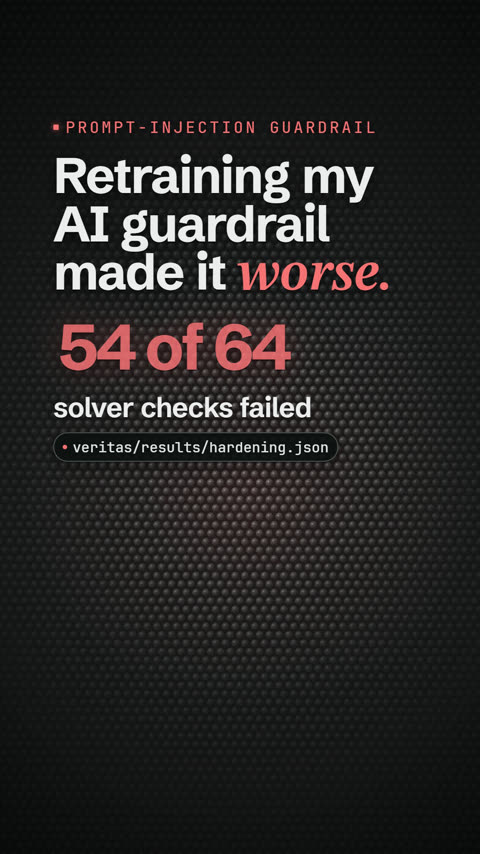 PROMPT-INJECTION GUARDRAIL
Retraining my
AI guardrail
made it worse.
54 of 64
solver checks failed
veritas/results/hardening.json